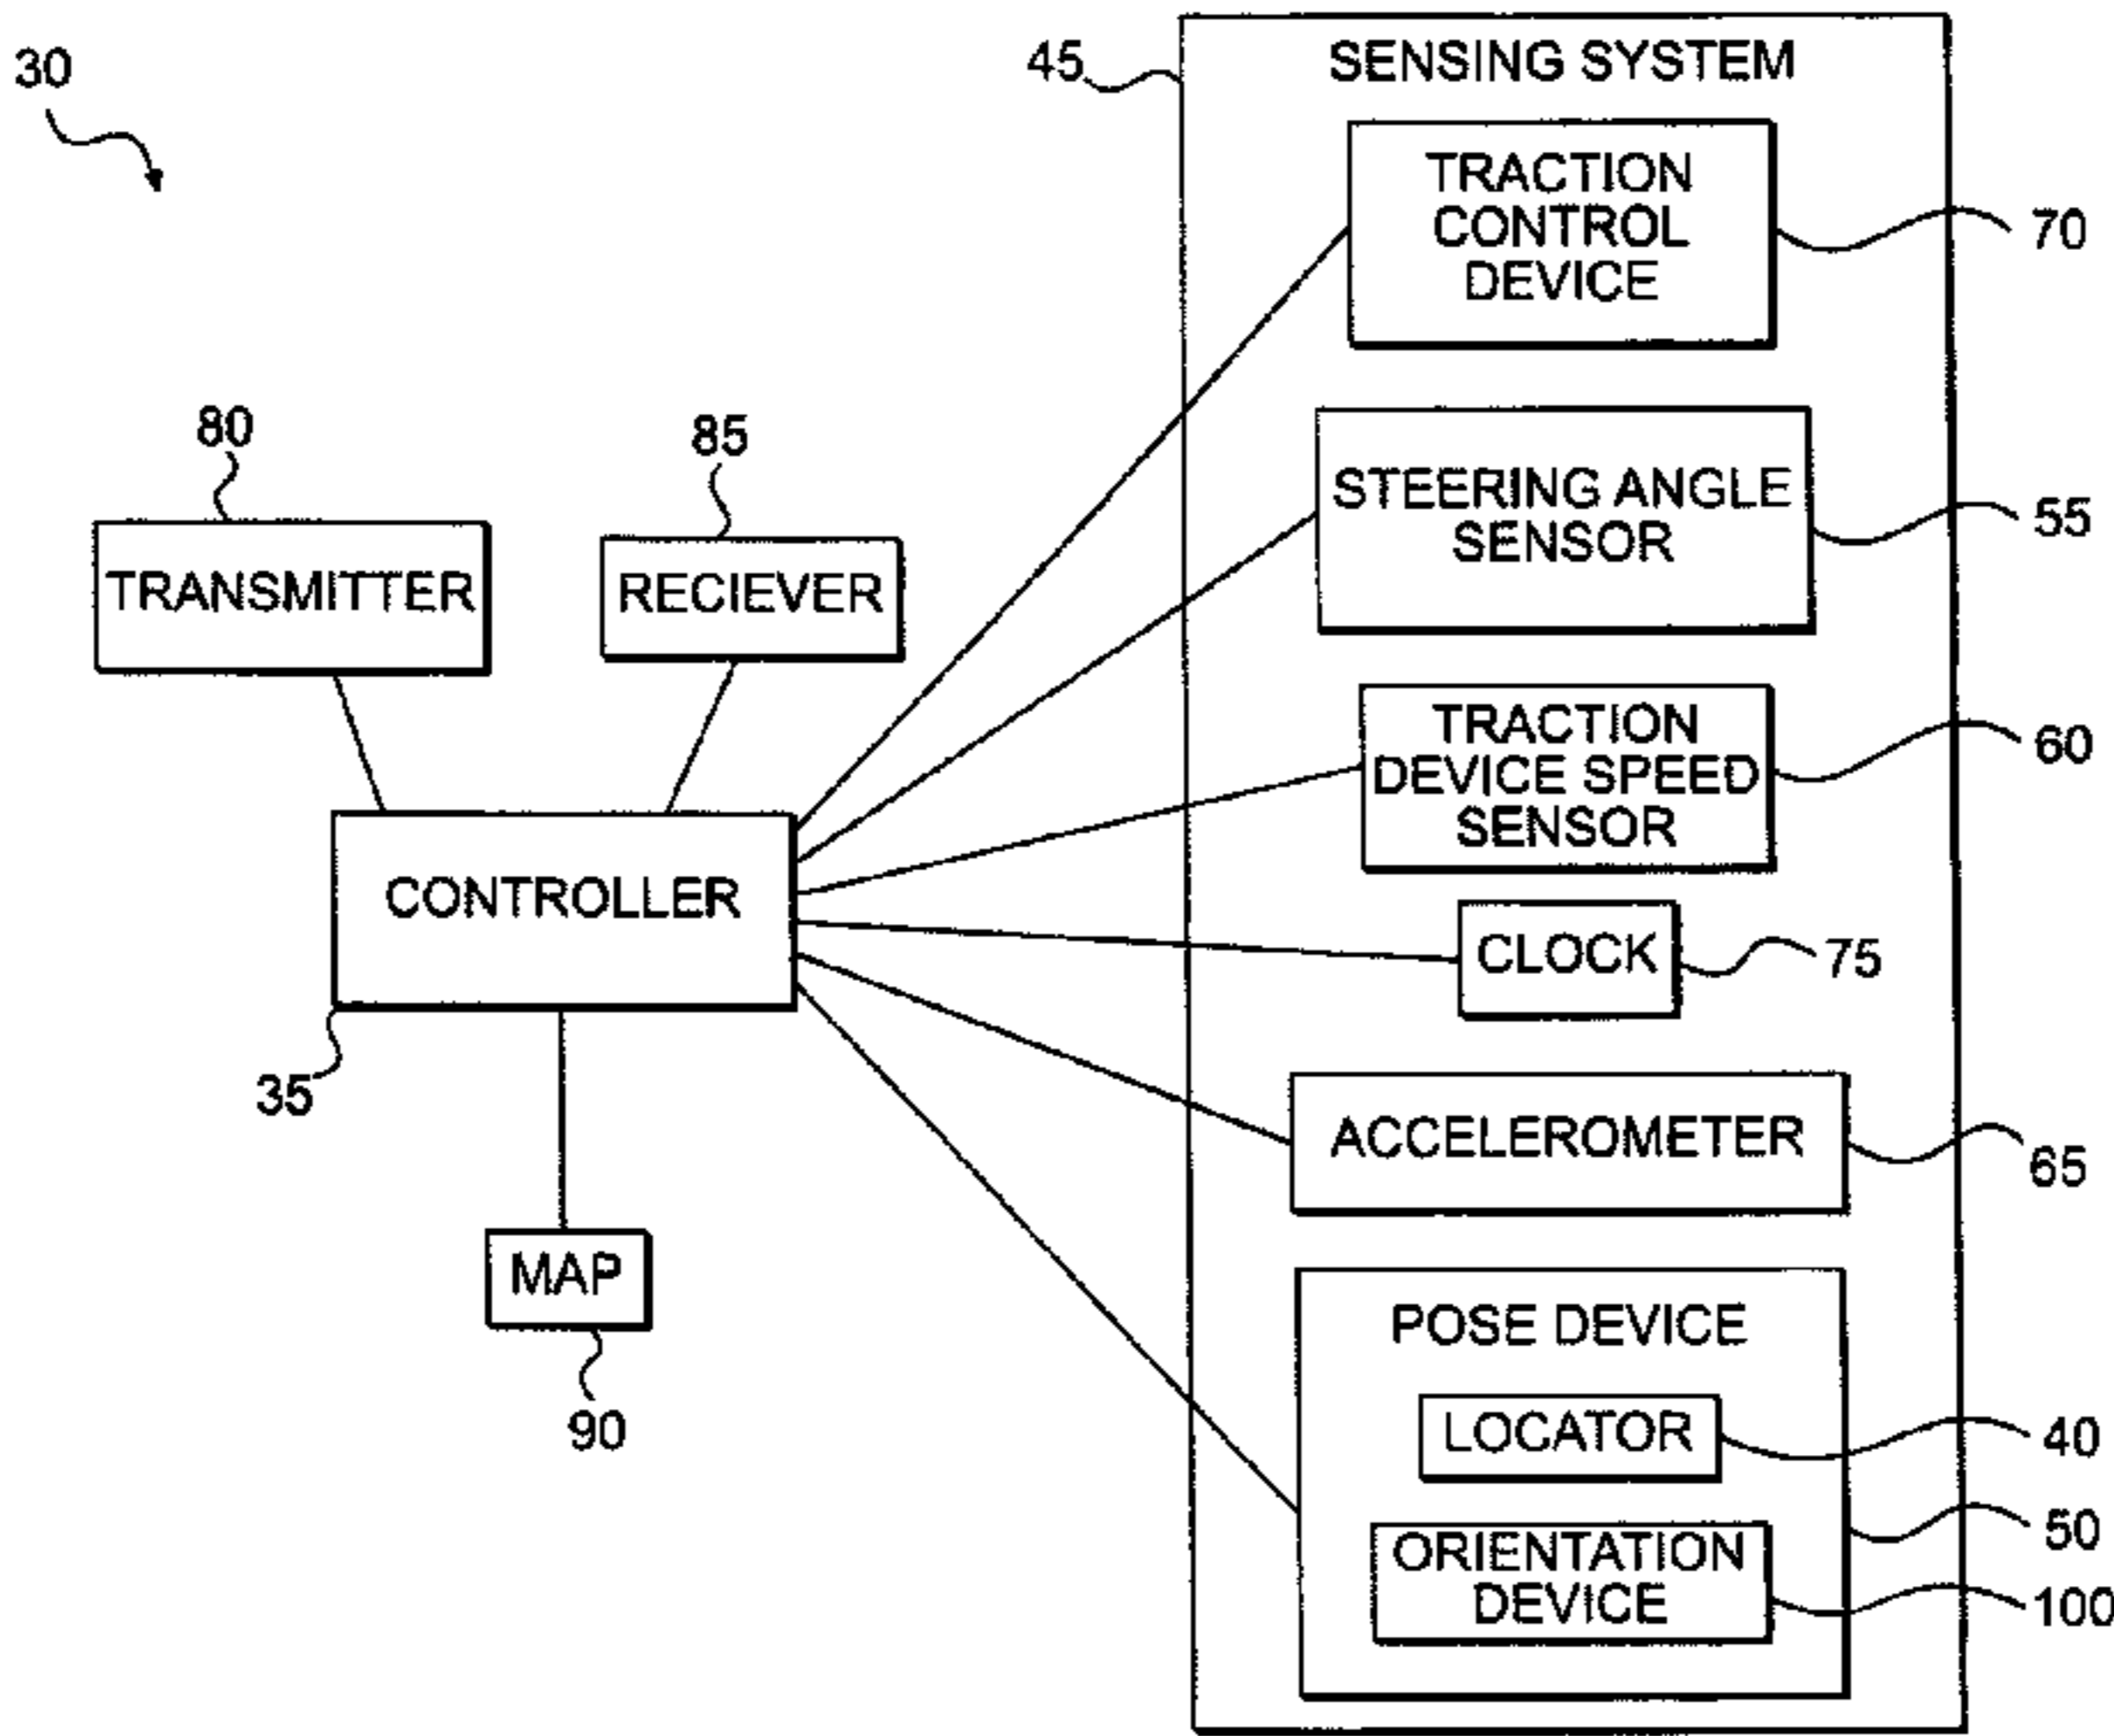 30
45
SENSING SYSTEM
TRACTION
CONTROL
DEVICE
70
80
85
TRANSMITTER
RECIEVER
STEERING ANGLE
SENSOR
55
TRACTION
DEVICE SPEED
SENSOR
60
CONTROLLER
35
CLOCK
75
ACCELEROMETER
65
MAP
90
POSE DEVICE
LOCATOR
40
50
ORIENTATION
DEVICE
100